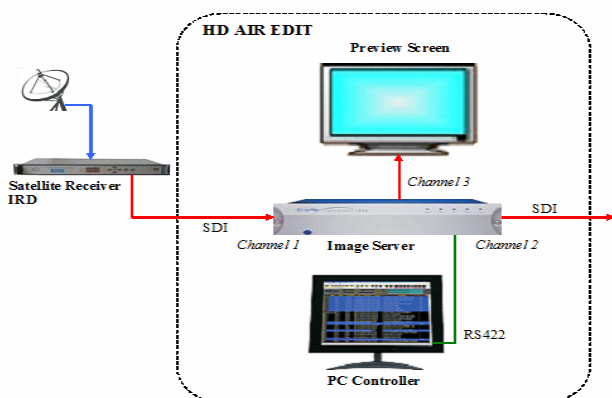 HD AIR EDIT
Preview Screen
Satellite Receiver
IRD
Channel 3
SDI
SDI
Channel 1
Image Server
Channel 2
RS422
PC Controller